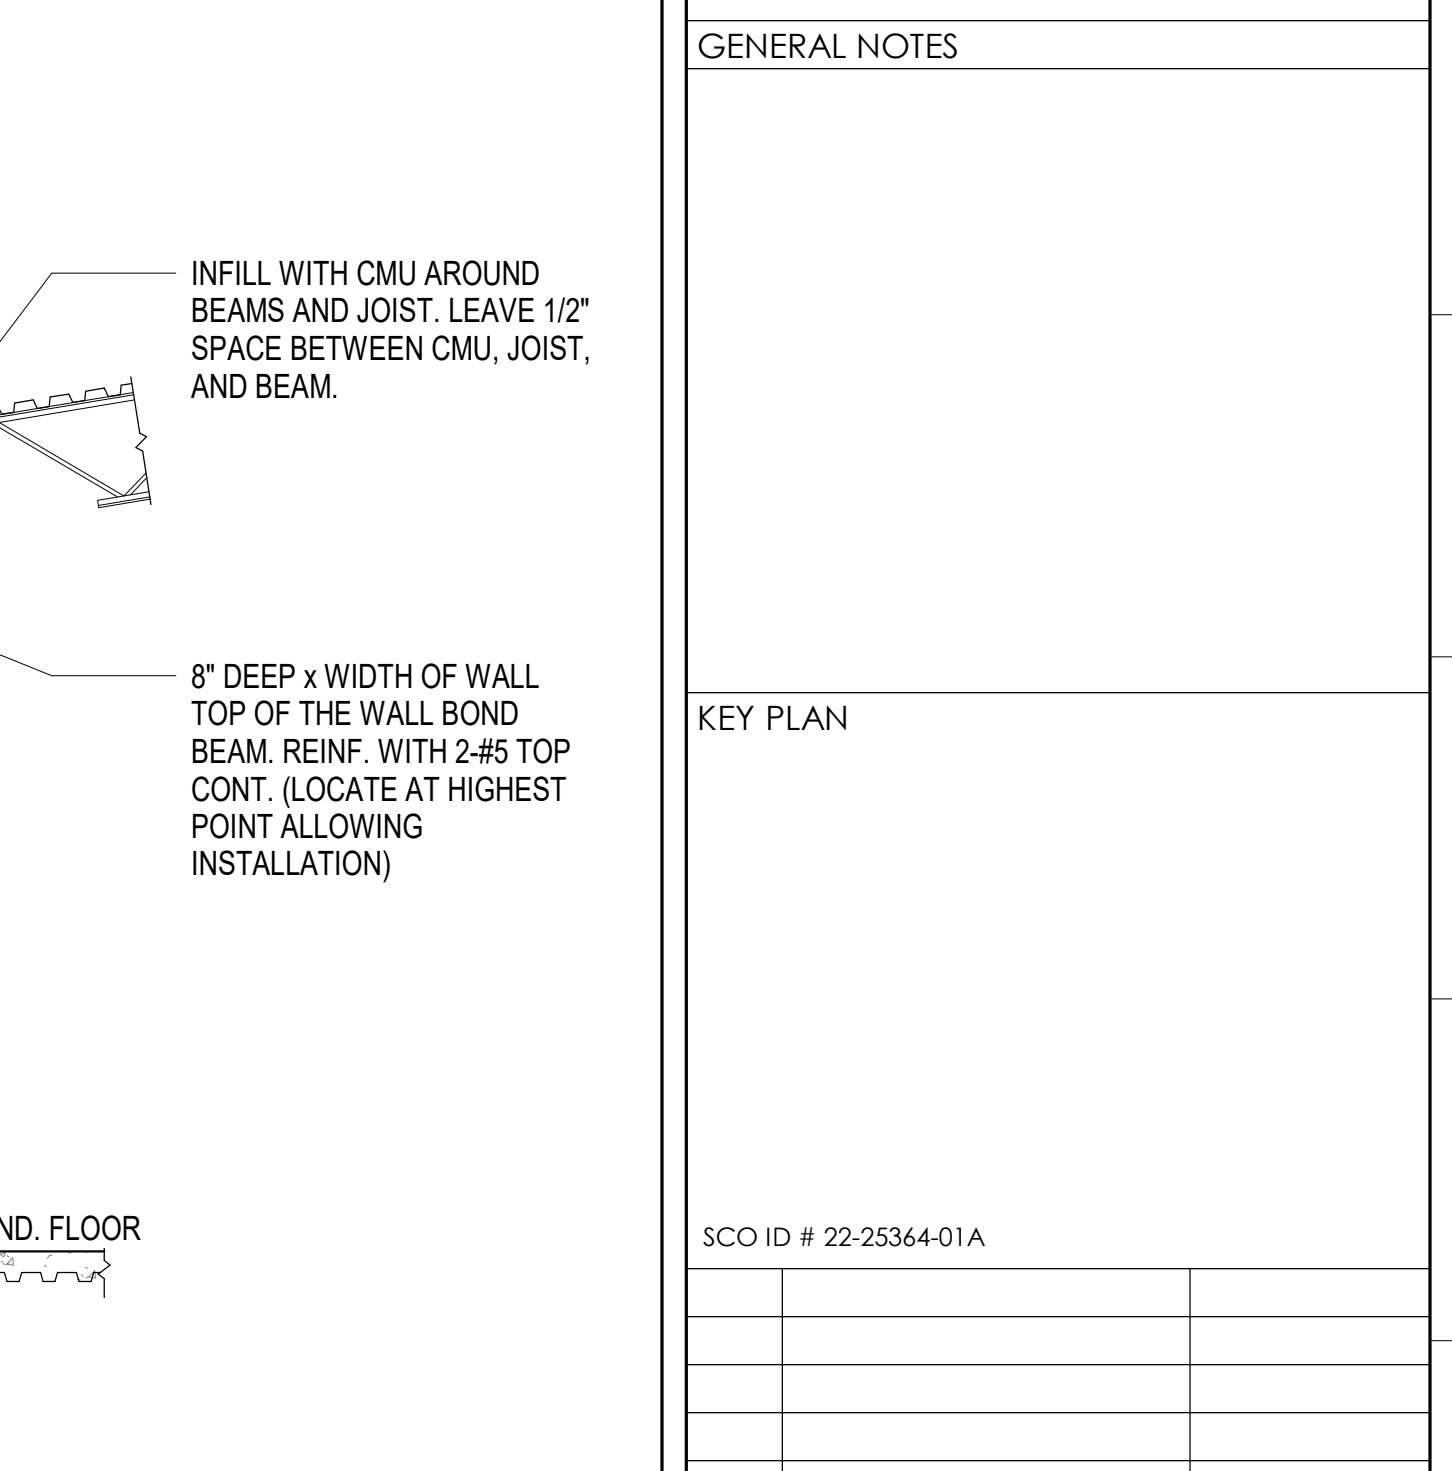 INFILL WITH CMU AROUND
BEAMS AND JOIST. LEAVE 1/2"
SPACE BETWEEN CMU, JOIST,
AND BEAM.
8" DEEP x WIDTH OF WALL
TOP OF THE WALL BOND
BEAM. REINF. WITH 2-#5 TOP
CONT. (LOCATE AT HIGHEST
POINT ALLOWING
INSTALLATION)
ND. FLOOR
GENERAL NOTES
KEY PLAN
SCO ID # 22-25364-01A